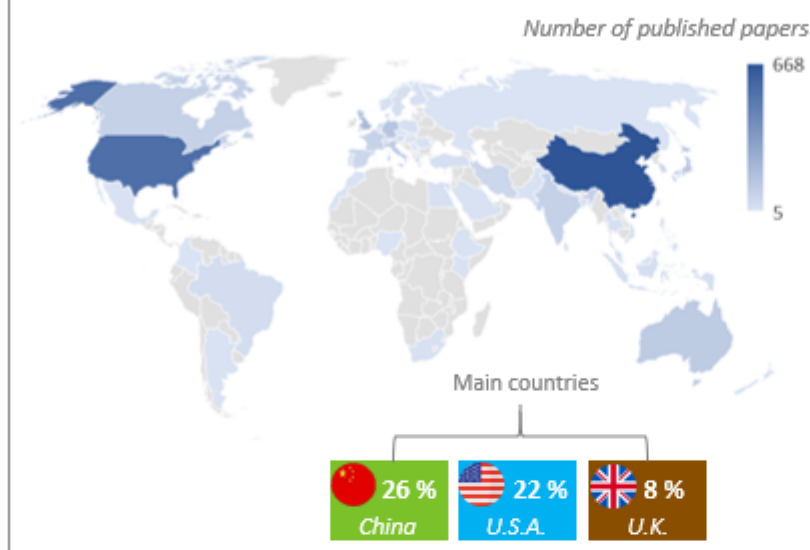 Number of published papers
668
5
Main countries
26 %
China
22 %
U.S.A.
8 %
U.K.